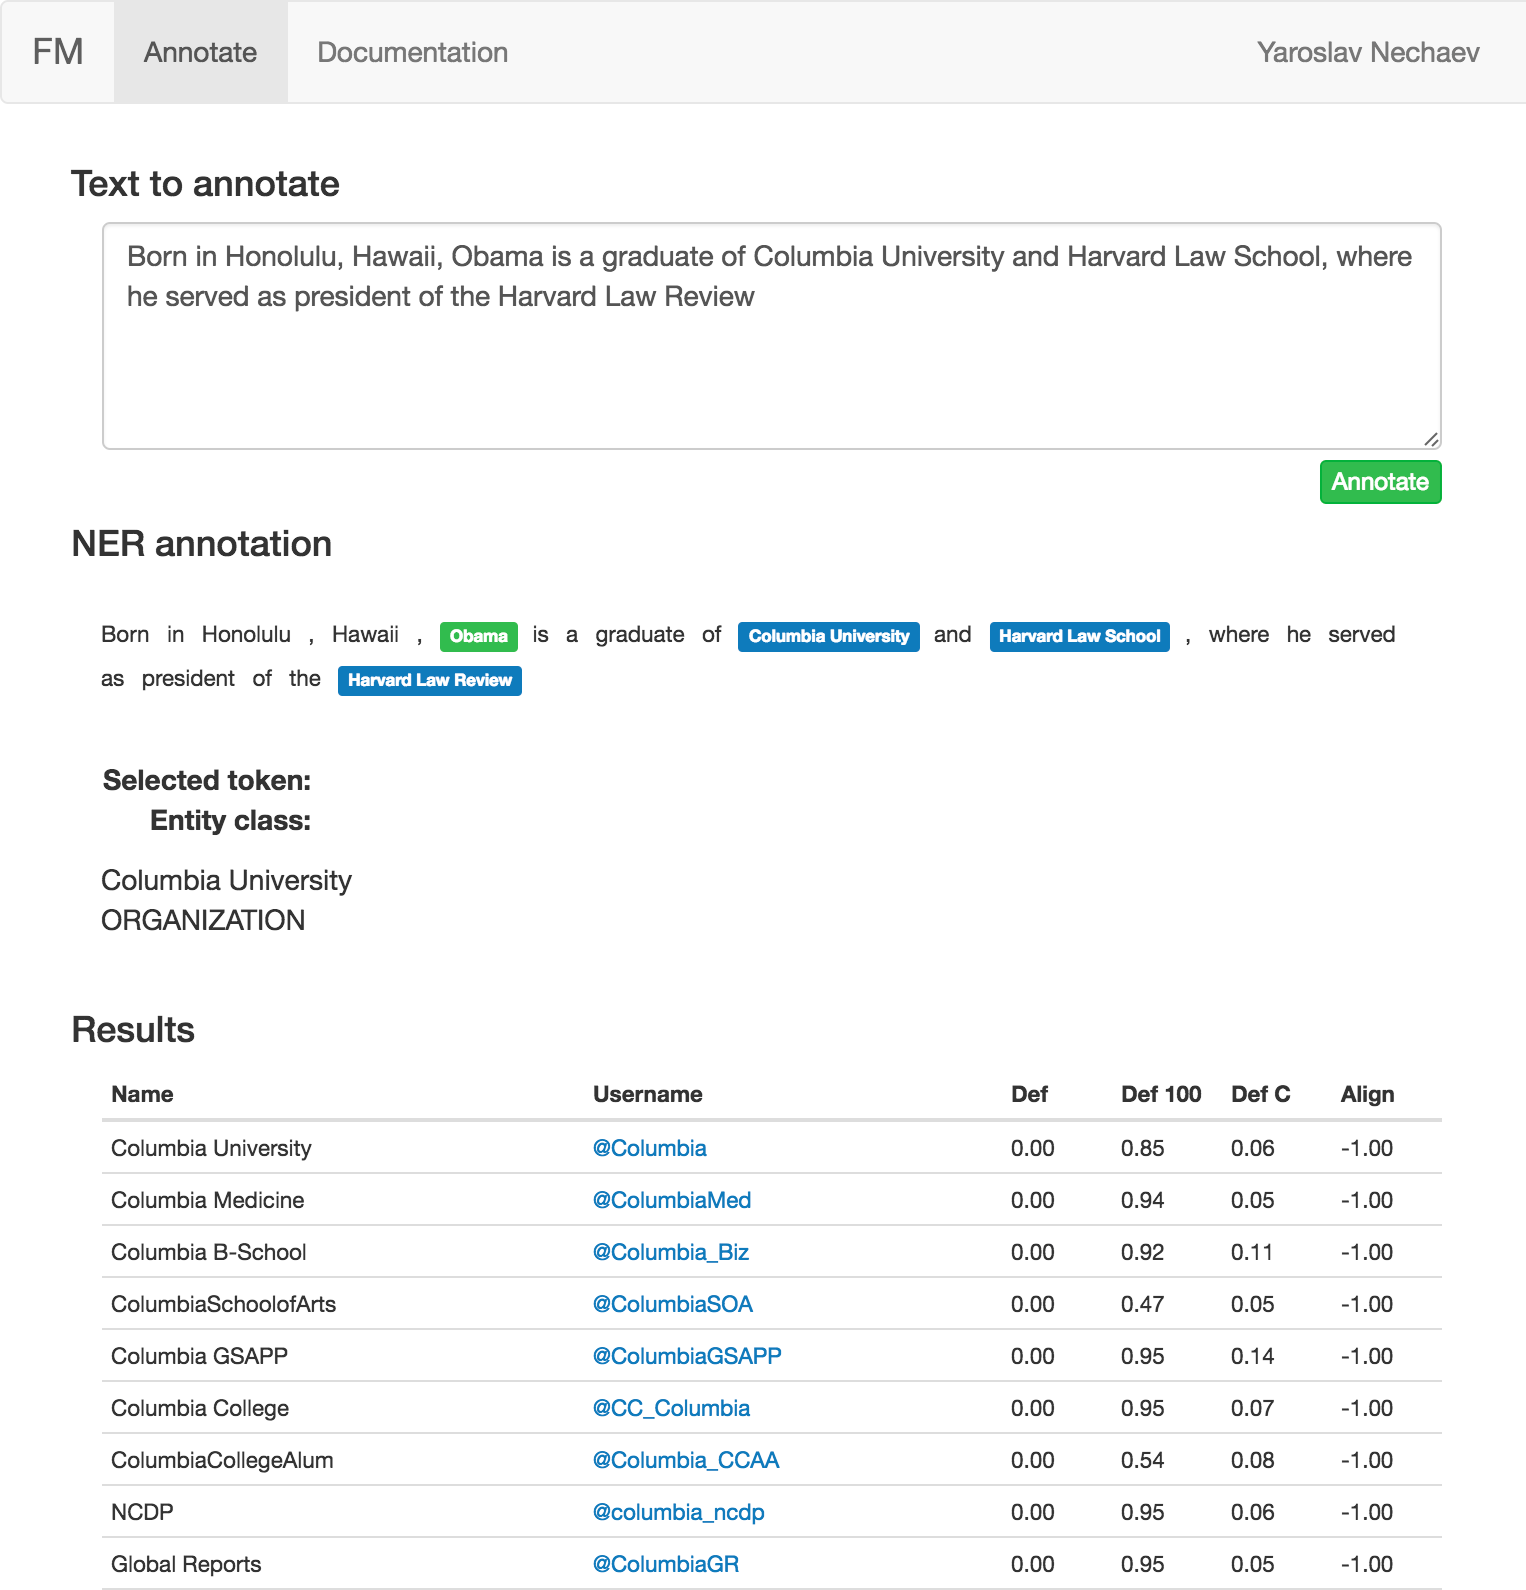 FM Annotate Documentation Yaroslav Nechaev
Text to annotate
Born in Honolulu, Hawaii, Obama is a graduate of Columbia University and Harvard Law School, where
he served as president of the Harvard Law Review
Annotate
NER annotation
Born in Honolulu , Hawaii , Obama is a graduate of Columbia University and Harvard Law School , where he served
as president of the Harvard Law Review
Selected token:
Entity class:
Columbia University
ORGANIZATION
Results
Name Username Def Def 100 Def C Align
Columbia University @Columbia 0.00 0.85 0.06 -1.00
Columbia Medicine @ColumbiaMed 0.00 0.94 0.05 -1.00
Columbia B-School @Columbia_Biz 0.00 0.92 0.11 -1.00
ColumbiaSchoolofArts @ColumbiaSOA 0.00 0.47 0.05 -1.00
Columbia GSAPP @ColumbiaGSAPP 0.00 0.95 0.14 -1.00
Columbia College @CC_Columbia 0.00 0.95 0.07 -1.00
ColumbiaCollegeAlum @Columbia_CCAA 0.00 0.54 0.08 -1.00
NCDP @columbia_ncdp 0.00 0.95 0.06 -1.00
Global Reports @ColumbiaGR 0.00 0.95 0.05 -1.00